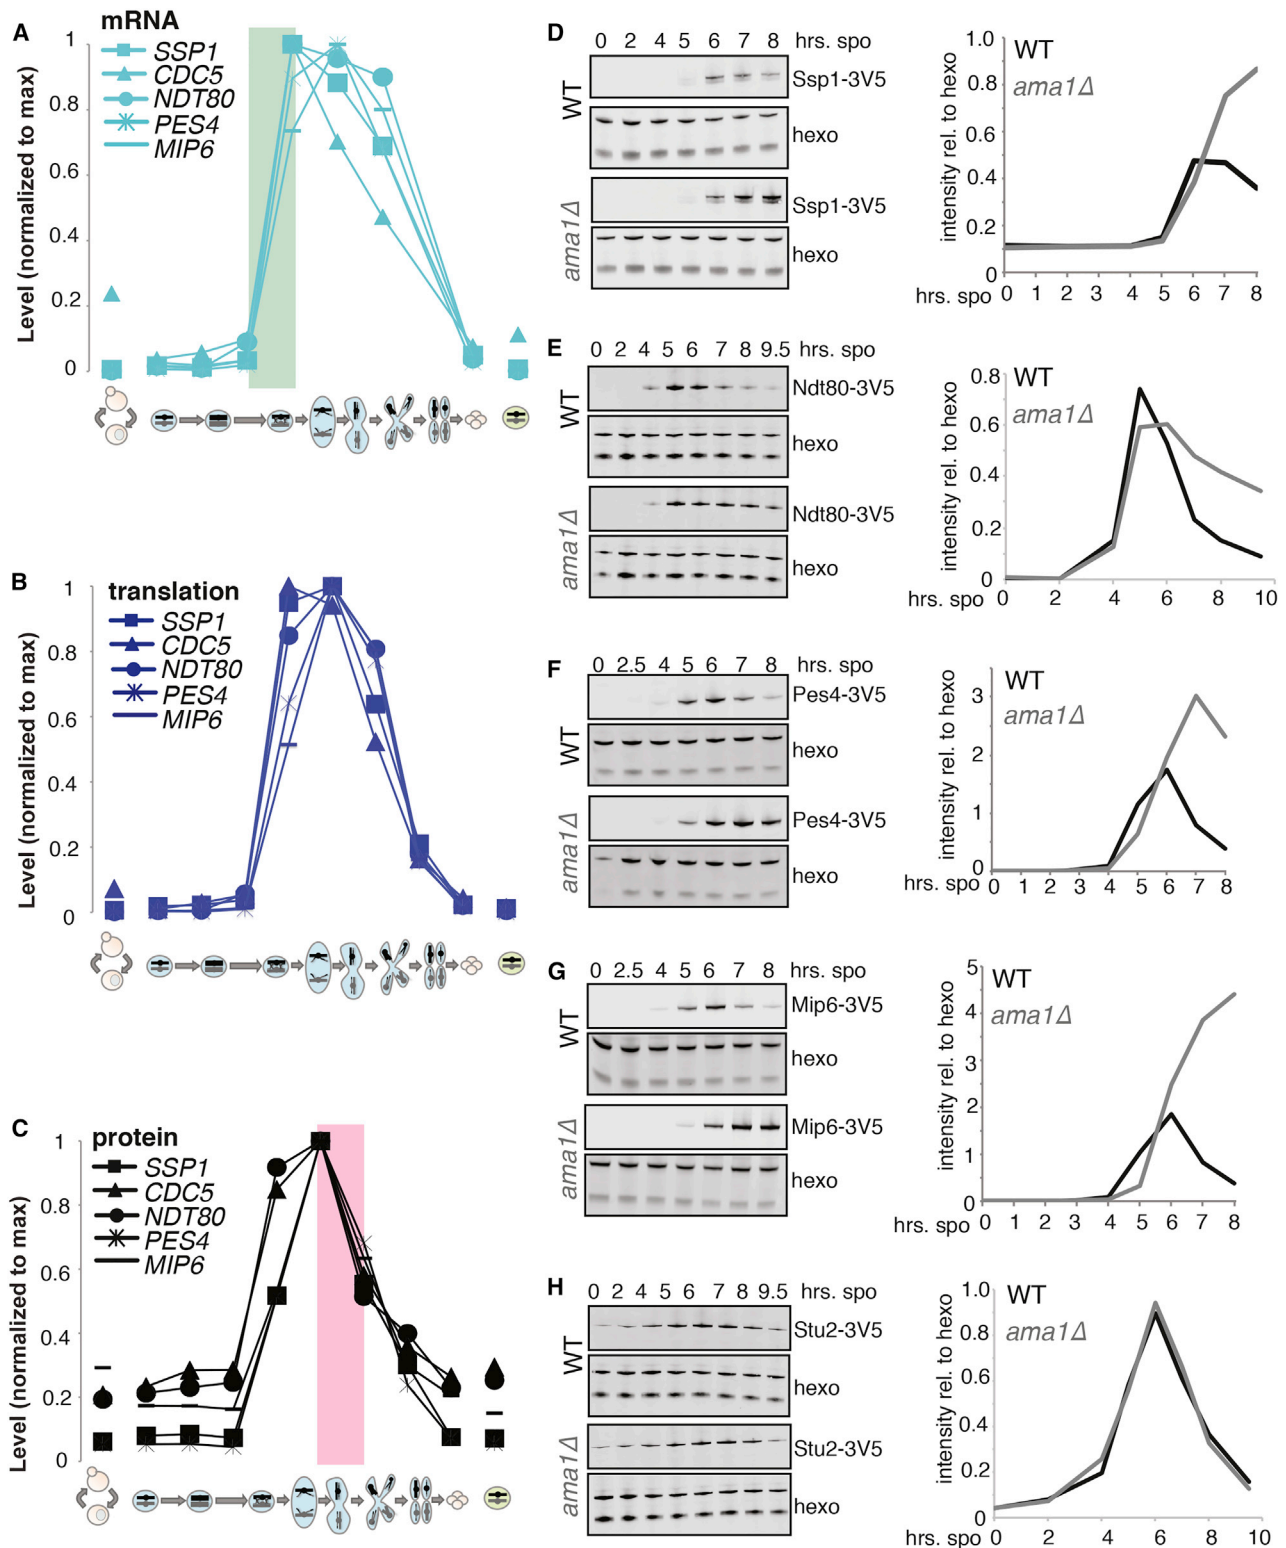 A
mRNA
SSP1
CDC5
NDT80
PES4
MIP6
Level (normalized to max)
1
0.8
0.6
0.4
0.2
0
B
translation
SSP1
CDC5
NDT80
PES4
MIP6
Level (normalized to max)
1
0.8
0.6
0.4
0.2
0
C
protein
SSP1
CDC5
NDT80
PES4
MIP6
Level (normalized to max)
1
0.8
0.6
0.4
0.2
0
D
0 2 4 5 6 7 8 hrs. spo
WT
Ssp1-3V5
hexo
ama1Δ
Ssp1-3V5
hexo
WT
ama1Δ
intensity rel. to hexo
1.0
0.8
0.6
0.4
0.2
0
hrs. spo 0 1 2 3 4 5 6 7 8
E
0 2 4 5 6 7 8 9.5 hrs. spo
WT
Ndt80-3V5
hexo
ama1Δ
Ndt80-3V5
hexo
WT
ama1Δ
intensity rel. to hexo
0.8
0.6
0.4
0.2
0
hrs. spo 0 2 4 6 8 10
F
0 2.5 4 5 6 7 8 hrs. spo
WT
Pes4-3V5
hexo
ama1Δ
Pes4-3V5
hexo
WT
ama1Δ
intensity rel. to hexo
3
2
1
0
hrs. spo 0 1 2 3 4 5 6 7 8
G
0 2.5 4 5 6 7 8 hrs. spo
WT
Mip6-3V5
hexo
ama1Δ
Mip6-3V5
hexo
WT
ama1Δ
intensity rel. to hexo
5
4
3
2
1
0
hrs. spo 0 1 2 3 4 5 6 7 8
H
0 2 4 5 6 7 8 9.5 hrs. spo
WT
Stu2-3V5
hexo
ama1Δ
Stu2-3V5
hexo
WT
ama1Δ
intensity rel. to hexo
1.0
0.8
0.6
0.4
0.2
0
hrs. spo 0 2 4 6 8 10